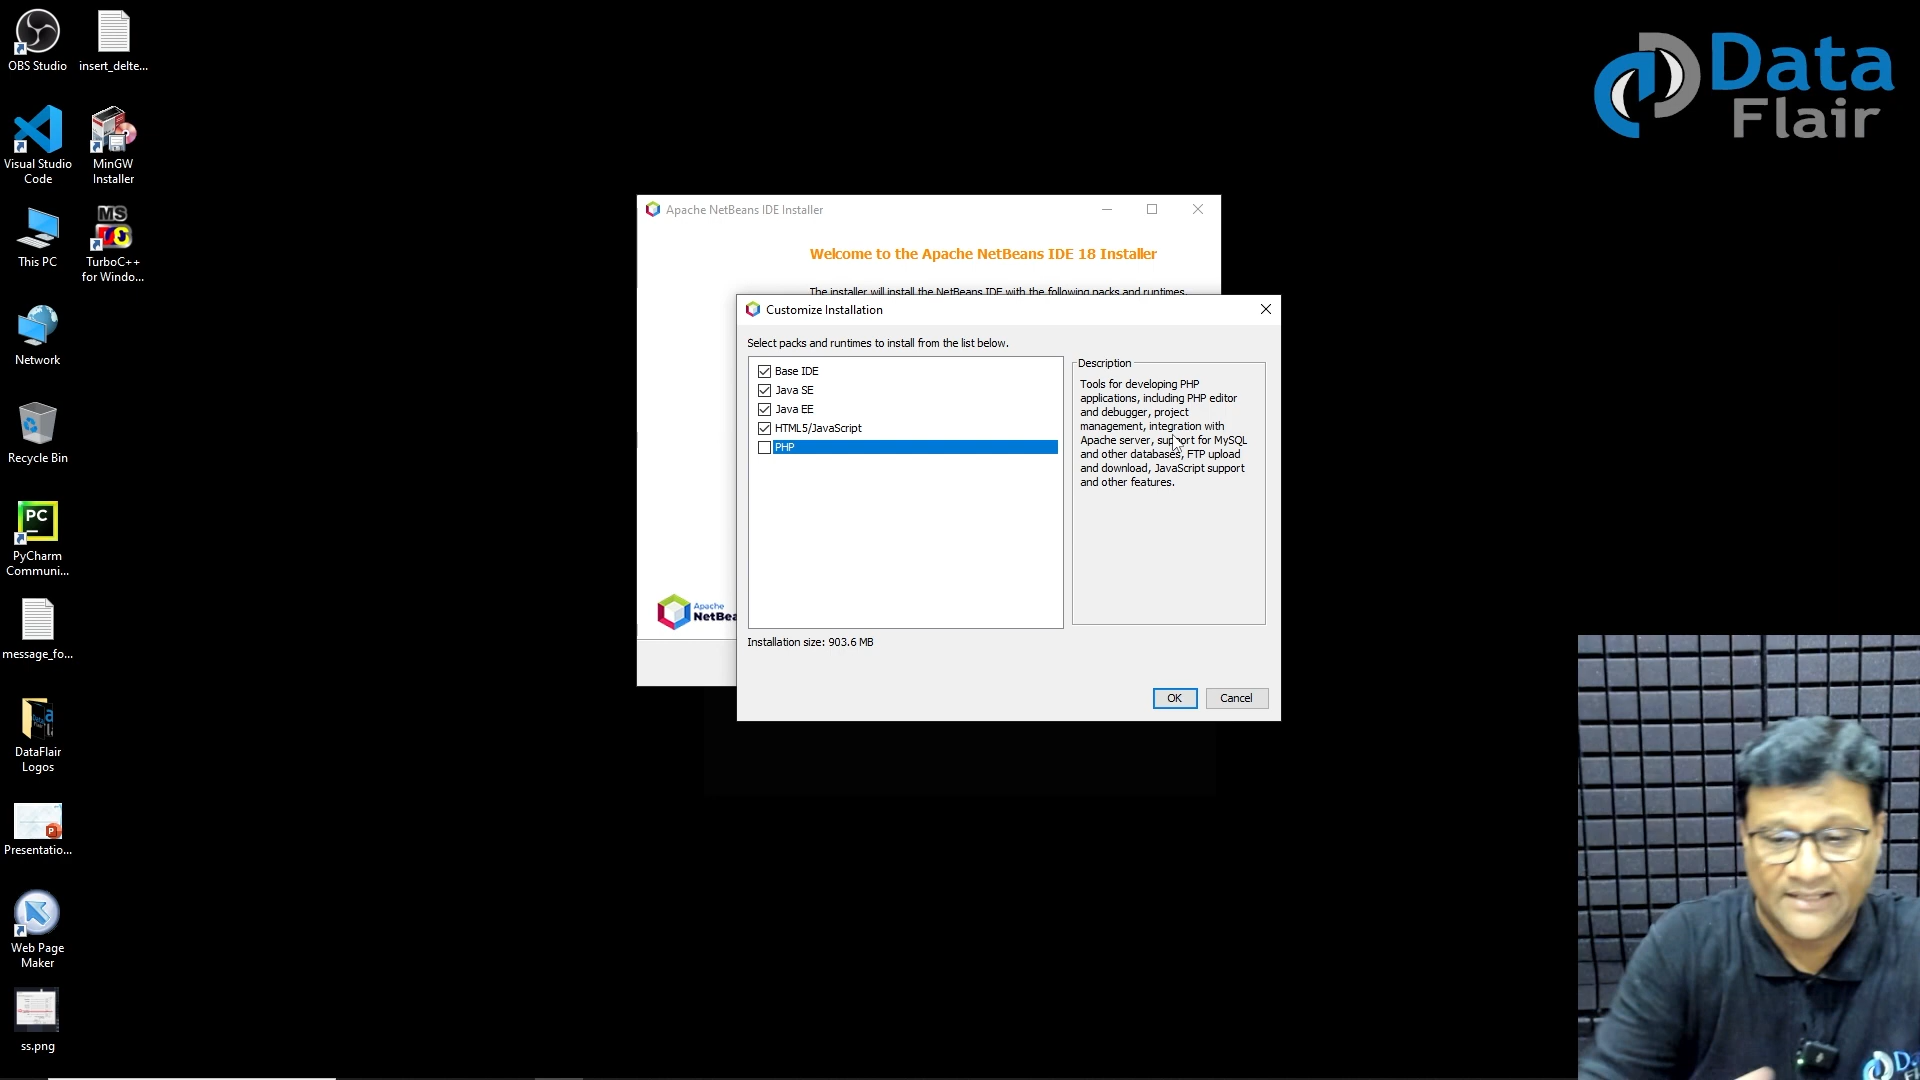 OBS Studio
insert_delte...
Visual Studio
Code
MinGW
Installer
MS
TC
This PC
TurboC++
for Windo...
Network
Recycle Bin
PC
PyCharm
Communi...
message_fo...
DataFlair
Logos
Presentatio...
Web Page
Maker
ss.png
Data
Flair
Apache NetBeans IDE Installer
Welcome to the Apache NetBeans IDE 18 Installer
The installer will install the NetBeans IDE with the following packs and runtimes.
Apache
NetBea
Customize Installation
Select packs and runtimes to install from the list below.
Base IDE
Java SE
Java EE
HTML5/JavaScript
PHP
Description
Tools for developing PHP
applications, including PHP editor
and debugger, project
management, integration with
Apache server, support for MySQL
and other databases, FTP upload
and download, JavaScript support
and other features.
Installation size: 903.6 MB
OK
Cancel